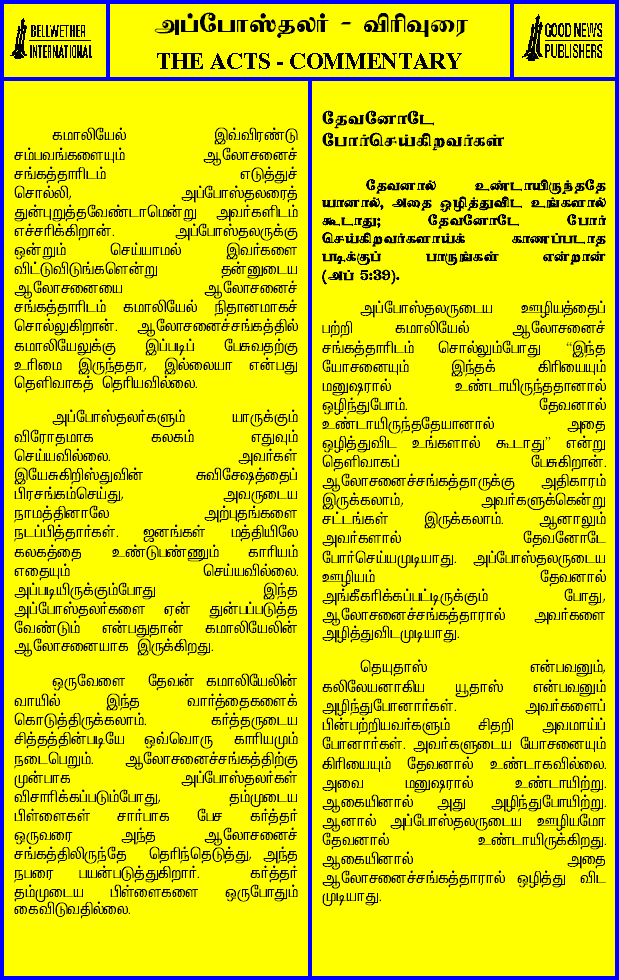 BELLWETHER
INTERNATIONAL
அப்போஸ்தலர் - விரிவுரை
THE ACTS - COMMENTARY
GOOD NEWS
PUBLISHERS
கமாலியேல் இவ்விரண்டு
சம்பவங்களையும் ஆலோசனைச்
சங்கத்தாரிடம் எடுத்துச்
சொல்லி, அப்போஸ்தலரைத்
துன்புறுத்தவேண்டாமென்று அவர்களிடம்
எச்சரிக்கிறான். அப்போஸ்தலருக்கு
ஒன்றும் செய்யாமல் இவர்களை
விட்டுவிடுங்களென்று தன்னுடைய
ஆலோசனையை ஆலோசனைச்
சங்கத்தாரிடம் கமாலியேல் நிதானமாகச்
சொல்லுகிறான். ஆலோசனைச்சங்கத்தில்
கமாலியேலுக்கு இப்படிப் பேசுவதற்கு
உரிமை இருந்ததா, இல்லையா என்பது
தெளிவாகத் தெரியவில்லை.
அப்போஸ்தலர்களும் யாருக்கும்
விரோதமாக கலகம் எதுவும்
செய்யவில்லை. அவர்கள்
இயேசுகிறிஸ்துவின் சுவிசேஷத்தைப்
பிரசங்கம்செய்து, அவருடைய
நாமத்தினாலே அற்புதங்களை
நடப்பித்தார்கள். ஜனங்கள் மத்தியிலே
கலகத்தை உண்டுபண்ணும் காரியம்
எதையும் செய்யவில்லை.
அப்படியிருக்கும்போது இந்த
அப்போஸ்தலர்களை ஏன் துன்பப்படுத்த
வேண்டும் என்பதுதான் கமாலியேலின்
ஆலோசனையாக இருக்கிறது.
ஒருவேளை தேவன் கமாலியேலின்
வாயில் இந்த வார்த்தைகளைக்
கொடுத்திருக்கலாம். கர்த்தருடைய
சித்தத்தின்படியே ஒவ்வொரு காரியமும்
நடைபெறும். ஆலோசனைச்சங்கத்திற்கு
முன்பாக அப்போஸ்தலர்கள்
விசாரிக்கப்படும்போது, தம்முடைய
பிள்ளைகள் சார்பாக பேச கர்த்தர்
ஒருவரை அந்த ஆலோசனைச்
சங்கத்திலிருந்தே தெரிந்தெடுத்து, அந்த
நபரை பயன்படுத்துகிறார். கர்த்தர்
தம்முடைய பிள்ளைகளை ஒருபோதும்
கைவிடுவதில்லை.
தேவனோடே
போர்செய்கிறவர்கள்
தேவனால் உண்டாயிருந்ததே
யானால், அதை ஒழித்துவிட உங்களால்
கூடாது; தேவனோடே போர்
செய்கிறவர்களாய்க் காணப்படாத
படிக்குப் பாருங்கள் என்றான்
(அப் 5:39).
அப்போஸ்தலருடைய ஊழியத்தைப்
பற்றி கமாலியேல் ஆலோசனைச்
சங்கத்தாரிடம் சொல்லும்போது “இந்த
யோசனையும் இந்தக் கிரியையும்
மனுஷரால் உண்டாயிருந்ததானால்
ஒழிந்துபோம். தேவனால்
உண்டாயிருந்ததேயானால் அதை
ஒழித்துவிட உங்களால் கூடாது” என்று
தெளிவாகப் பேசுகிறான்.
ஆலோசனைச்சங்கத்தாருக்கு அதிகாரம்
இருக்கலாம், அவர்களுக்கென்று
சட்டங்கள் இருக்கலாம். ஆனாலும்
அவர்களால் தேவனோடே
போர்செய்யமுடியாது. அப்போஸ்தலருடைய
ஊழியம் தேவனால்
அங்கீகரிக்கப்பட்டிருக்கும் போது,
ஆலோசனைச்சங்கத்தாரால் அவர்களை
அழித்துவிடமுடியாது.
தெயுதாஸ் என்பவனும்,
கலிலேயனாகிய யூதாஸ் என்பவனும்
அழிந்துபோனார்கள். அவர்களைப்
பின்பற்றியவர்களும் சிதறி அவமாய்ப்
போனார்கள். அவர்களுடைய யோசனையும்
கிரியையும் தேவனால் உண்டாகவில்லை.
அவை மனுஷரால் உண்டாயிற்று.
ஆகையினால் அது அழிந்துபோயிற்று.
ஆனால் அப்போஸ்தலருடைய ஊழியமோ
தேவனால் உண்டாயிருக்கிறது.
ஆகையினால் அதை
ஆலோசனைச்சங்கத்தாரால் ஒழித்து விட
முடியாது.